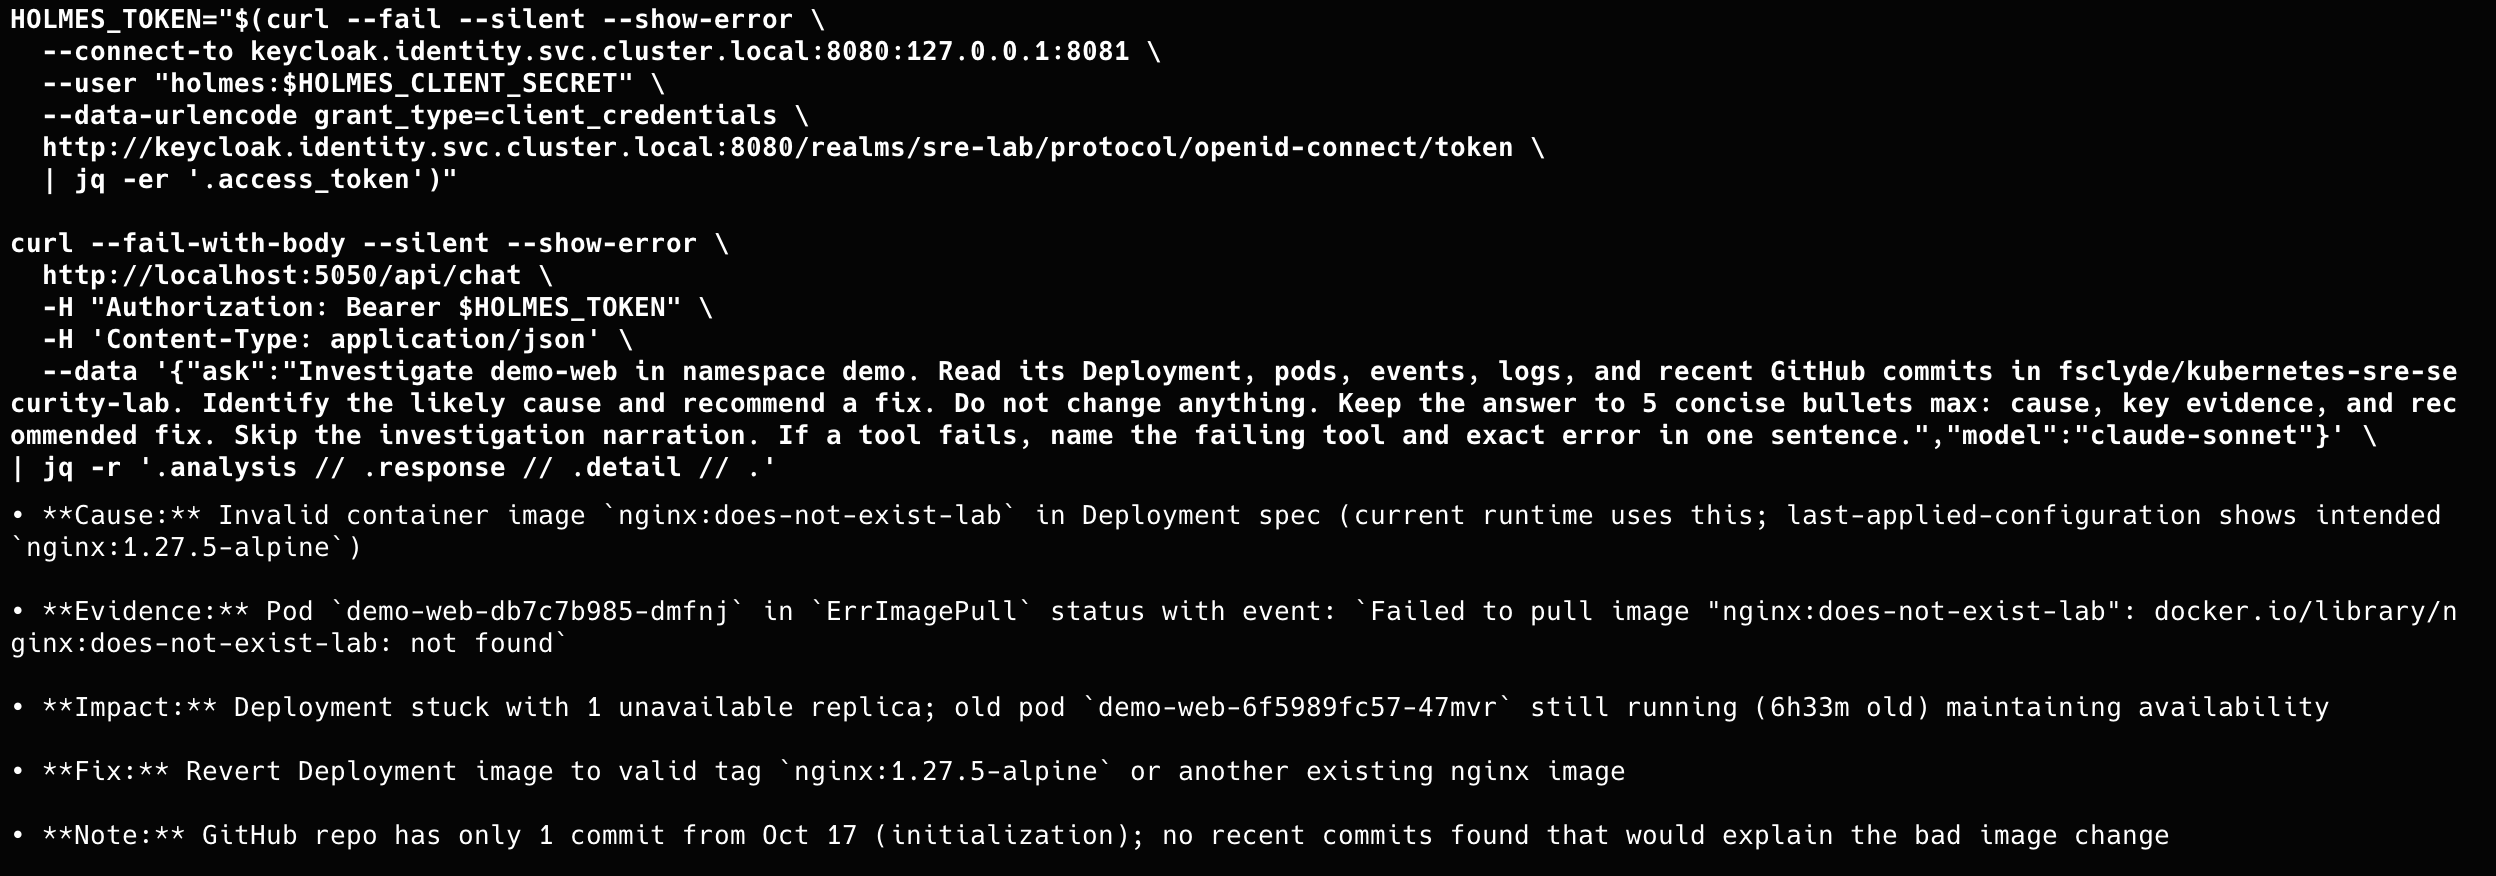 HOLMES_TOKEN="$(curl --fail --silent --show-error \
  --connect-to keycloak.identity.svc.cluster.local:8080:127.0.0.1:8081 \
  --user "holmes:$HOLMES_CLIENT_SECRET" \
  --data-urlencode grant_type=client_credentials \
  http://keycloak.identity.svc.cluster.local:8080/realms/sre-lab/protocol/openid-connect/token \
  | jq -er '.access_token')"
curl --fail-with-body --silent --show-error \
  http://localhost:5050/api/chat \
  -H "Authorization: Bearer $HOLMES_TOKEN" \
  -H 'Content-Type: application/json' \
  --data '{"ask":"Investigate demo-web in namespace demo. Read its Deployment, pods, events, logs, and recent GitHub commits in fsclyde/kubernetes-sre-se
curity-lab. Identify the likely cause and recommend a fix. Do not change anything. Keep the answer to 5 concise bullets max: cause, key evidence, and rec
ommended fix. Skip the investigation narration. If a tool fails, name the failing tool and exact error in one sentence.","model":"claude-sonnet"}' \
| jq -r '.analysis // .response // .detail // .'
• **Cause:** Invalid container image `nginx:does-not-exist-lab` in Deployment spec (current runtime uses this; last-applied-configuration shows intended
`nginx:1.27.5-alpine`)
• **Evidence:** Pod `demo-web-db7c7b985-dmfnj` in `ErrImagePull` status with event: `Failed to pull image "nginx:does-not-exist-lab": docker.io/library/n
ginx:does-not-exist-lab: not found`
• **Impact:** Deployment stuck with 1 unavailable replica; old pod `demo-web-6f5989fc57-47mvr` still running (6h33m old) maintaining availability
• **Fix:** Revert Deployment image to valid tag `nginx:1.27.5-alpine` or another existing nginx image
• **Note:** GitHub repo has only 1 commit from Oct 17 (initialization); no recent commits found that would explain the bad image change